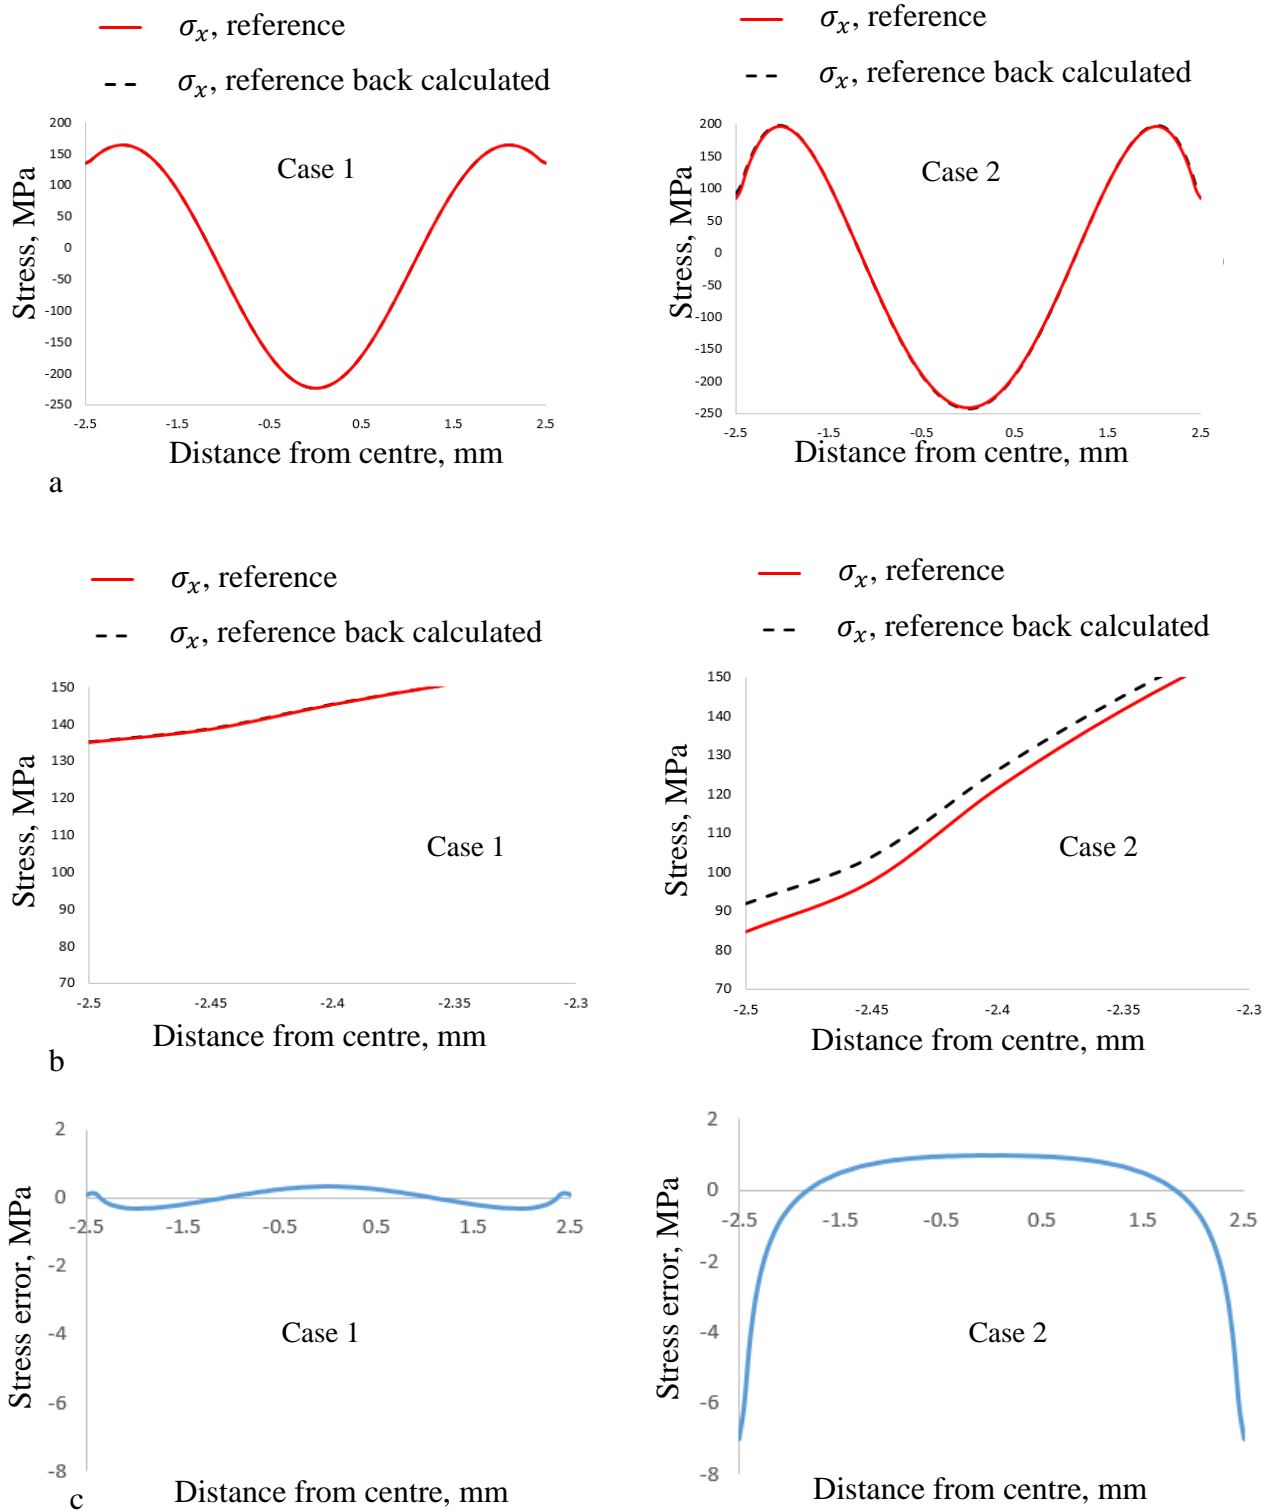 σx, reference
σx, reference back calculated
200
150
100
50
0
-50
-100
-150
-200
-250
Stress, MPa
Case 1
-2.5 -1.5 -0.5 0.5 1.5 2.5
Distance from centre, mm
σx, reference
σx, reference back calculated
200
150
100
50
0
-50
-100
-150
-200
-250
Stress, MPa
Case 2
-2.5 -1.5 -0.5 0.5 1.5 2.5
Distance from centre, mm
a
σx, reference
σx, reference back calculated
150
140
130
120
110
100
90
80
70
Stress, MPa
Case 1
-2.5 -2.45 -2.4 -2.35 -2.3
Distance from centre, mm
σx, reference
σx, reference back calculated
150
140
130
120
110
100
90
80
70
Stress, MPa
Case 2
-2.5 -2.45 -2.4 -2.35 -2.3
Distance from centre, mm
b
2
0
-2
-4
-6
-8
Stress error, MPa
-2.5 -1.5 -0.5 0.5 1.5 2.5
Case 1
Distance from centre, mm
2
0
-2
-4
-6
-8
Stress error, MPa
-2.5 -1.5 -0.5 0.5 1.5 2.5
Case 2
Distance from centre, mm
c